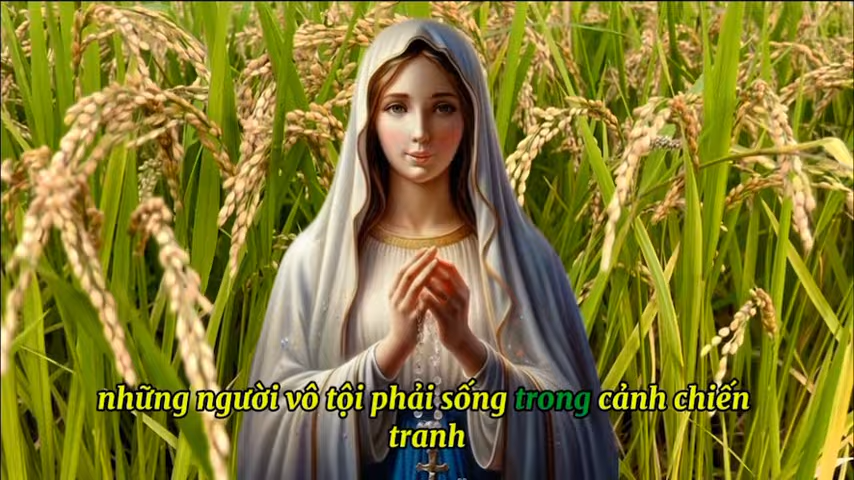 những người vô tội phải sống trong cảnh chiến
tranh